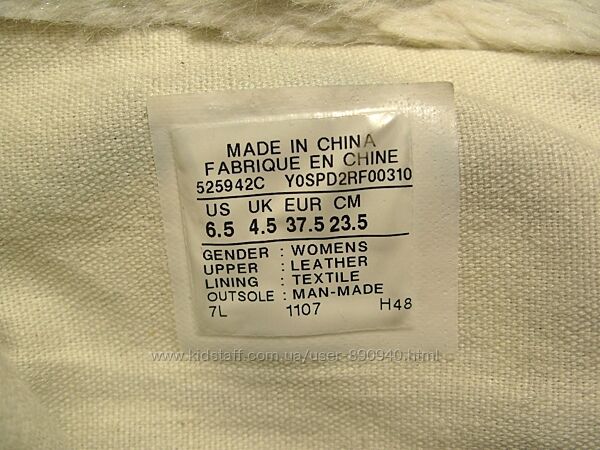 MADE IN CHINA
FABRIQUE EN CHINE
525942C Y0SPD2RF00310
US UK EUR CM
6.5 4.5 37.5 23.5
GENDER : WOMENS
UPPER : LEATHER
LINING : TEXTILE
OUTSOLE : MAN-MADE
7L 1107 H48
www.kidstaff.com.ua/user-890940.html